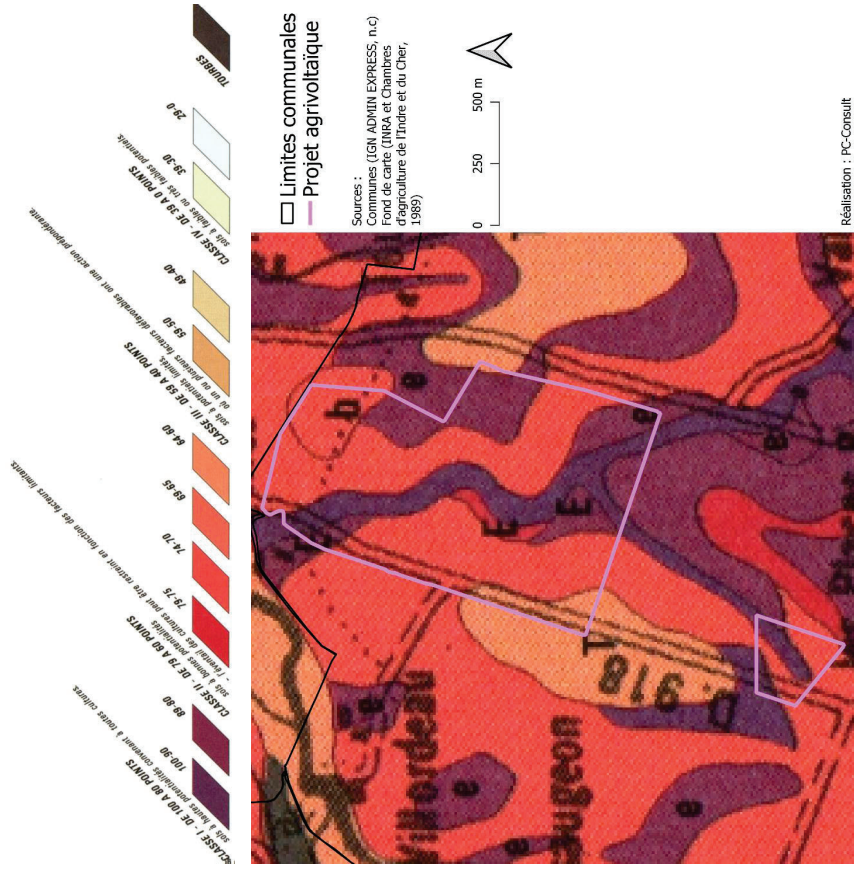 CLASSE I - DE 100 A 80 POINTS
sols à hautes potentialités convenant à toutes cultures.
100-90
89-80
CLASSE II - DE 79 A 60 POINTS
sols à bonnes potentialités
- l'éventail des cultures peut être restreint en fonction des facteurs limitants.
79-75
74-70
69-65
64-60
CLASSE III - DE 59 A 40 POINTS
sols à potentiels limités,
où un ou plusieurs facteurs défavorables ont une action prépondérante.
59-50
49-40
CLASSE IV - DE 39 A 0 POINTS
sols à faibles ou très faibles potentiels.
39-30
29-0
TOURBES
Limites communales
Projet agrivoltaïque
Sources :
Communes (IGN ADMIN EXPRESS, n.c)
Fond de carte (INRA et Chambres
d'agriculture de l'Indre et du Cher,
1989)
0 250 500 m
Réalisation : PC-Consult
b
e
E
E
E
D. 918
e
e
e
e